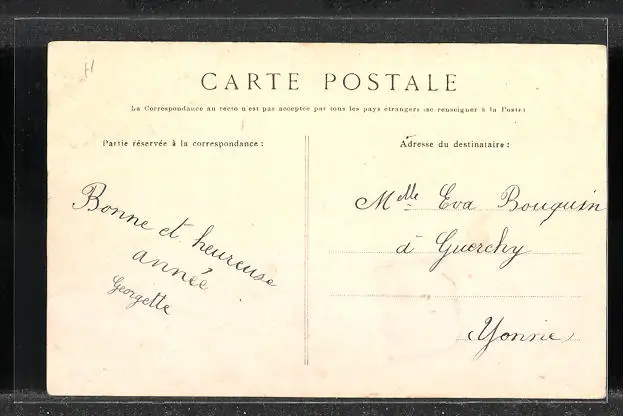 H
CARTE POSTALE
La Correspondance au recto n'est pas acceptée par tous les pays étrangers (se renseigner à la Poste)
Partie réservée à la correspondance :
Bonne et heureuse
année
Georgette
Adresse du destinataire :
Melle Eva Bouquin
à Guerchy
Yonne